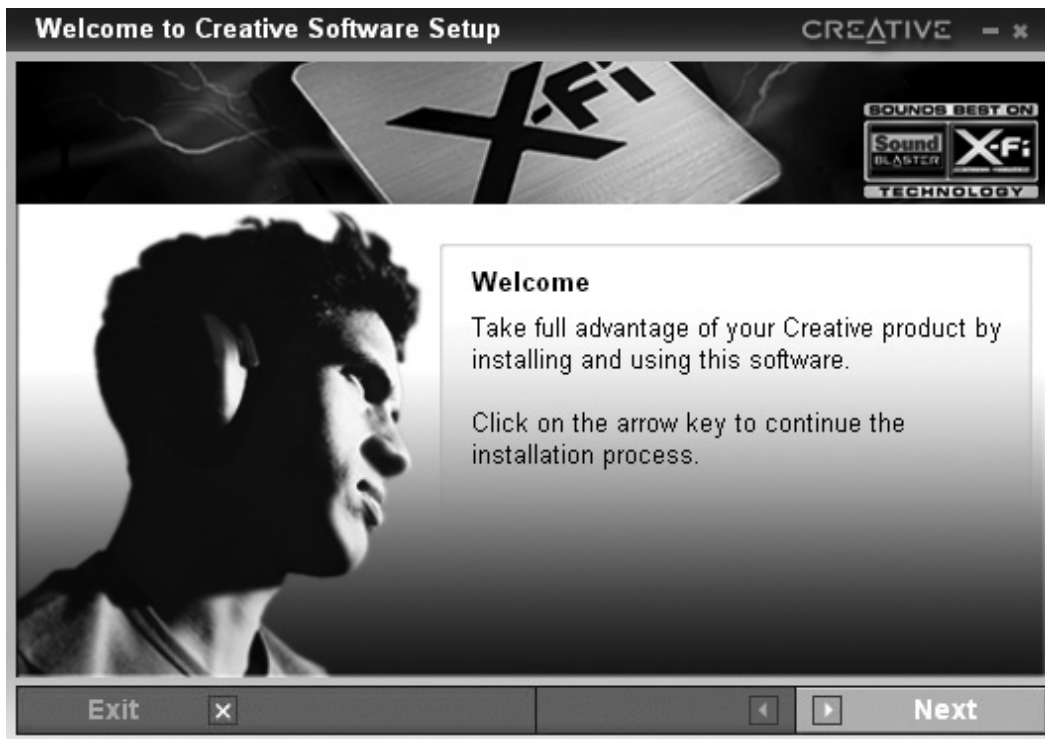 Welcome to Creative Software Setup
CREATIVE
X-Fi
SOUNDS BEST ON
Sound BLASTER
X-Fi
TECHNOLOGY
Welcome
Take full advantage of your Creative product by
installing and using this software.
Click on the arrow key to continue the
installation process.
Exit
Next